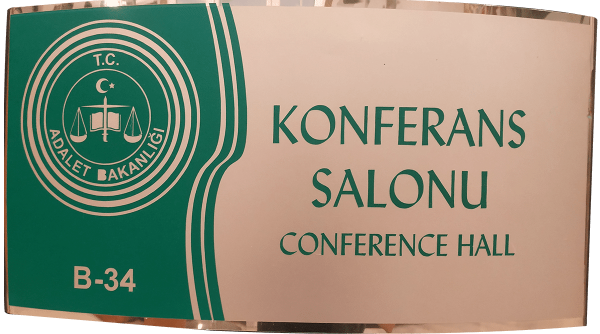 T.C.
ADALET BAKANLIĞI
B-34
KONFERANS
SALONU
CONFERENCE HALL